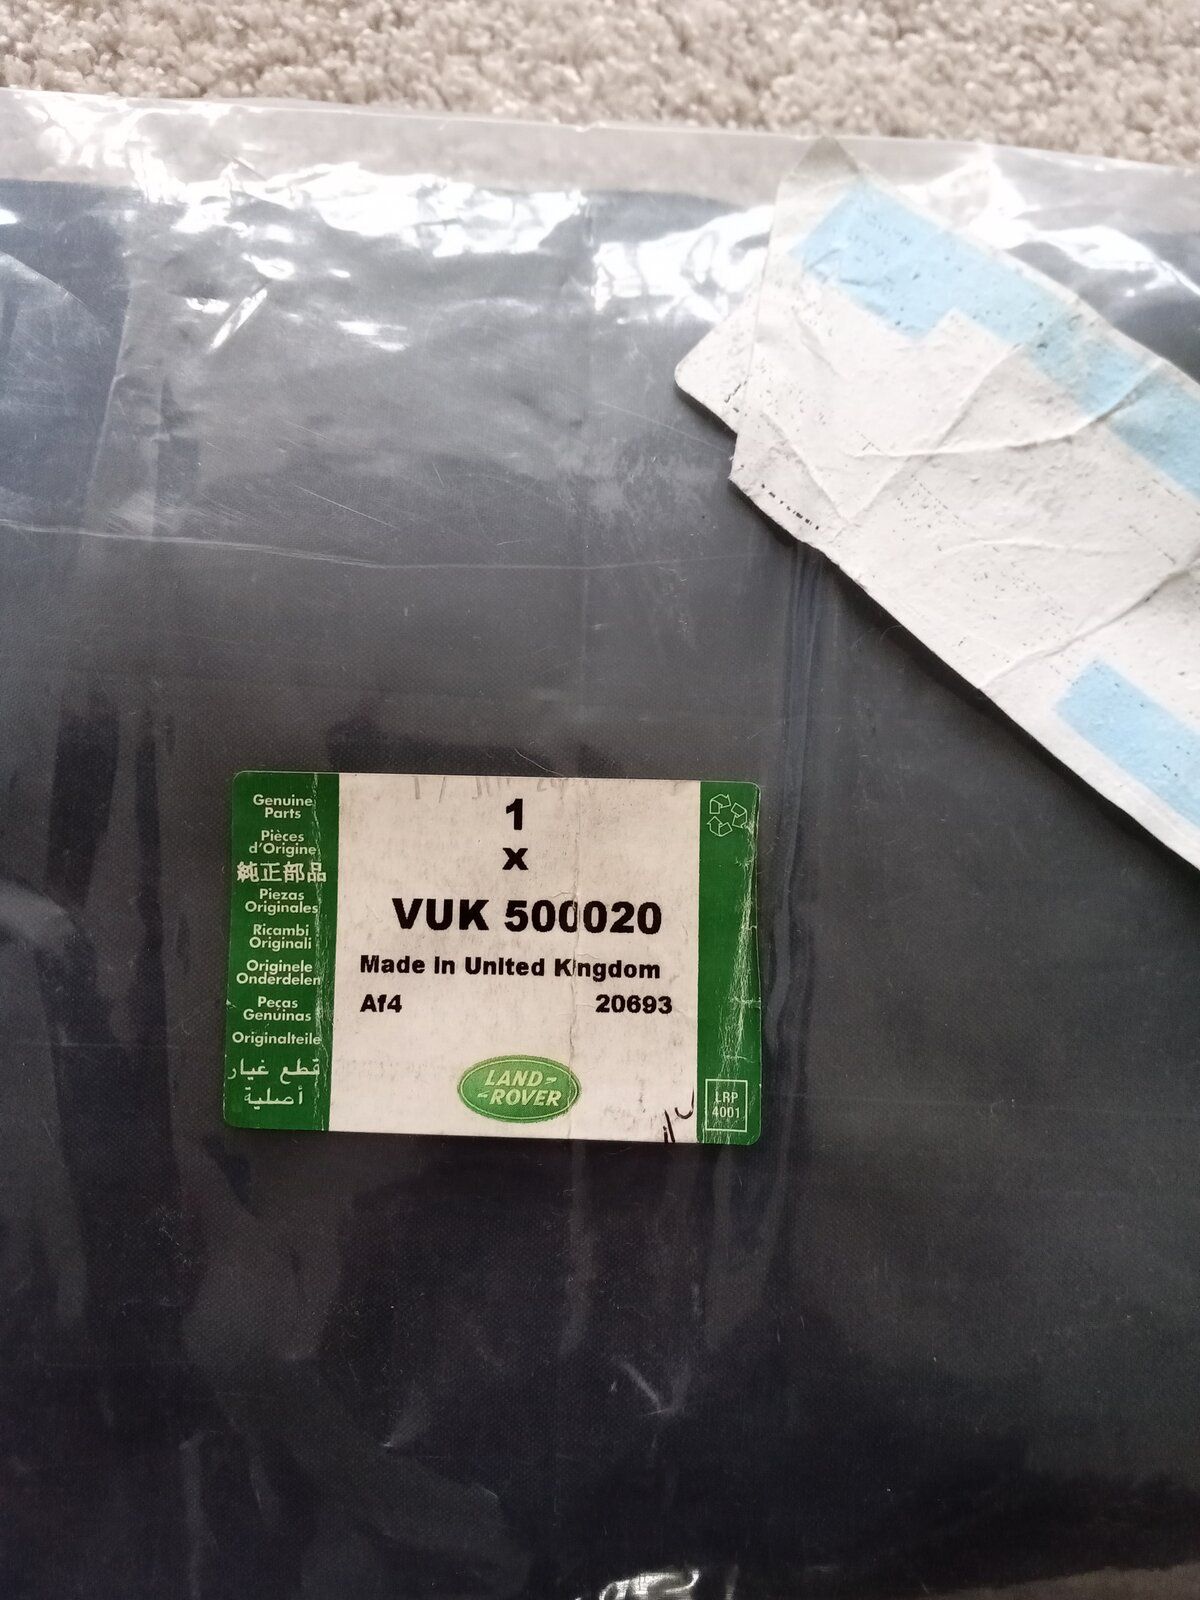 Genuine
Parts
Pièces
d'Origine
純正部品
Piezas
Originales
Ricambi
Originali
Originele
Onderdelen
Peças
Genuínas
Originalteile
قطع غيار
أصلية
1
x
VUK 500020
Made In United Kingdom
Af4 20693
LAND-
-ROVER
LRP
4001